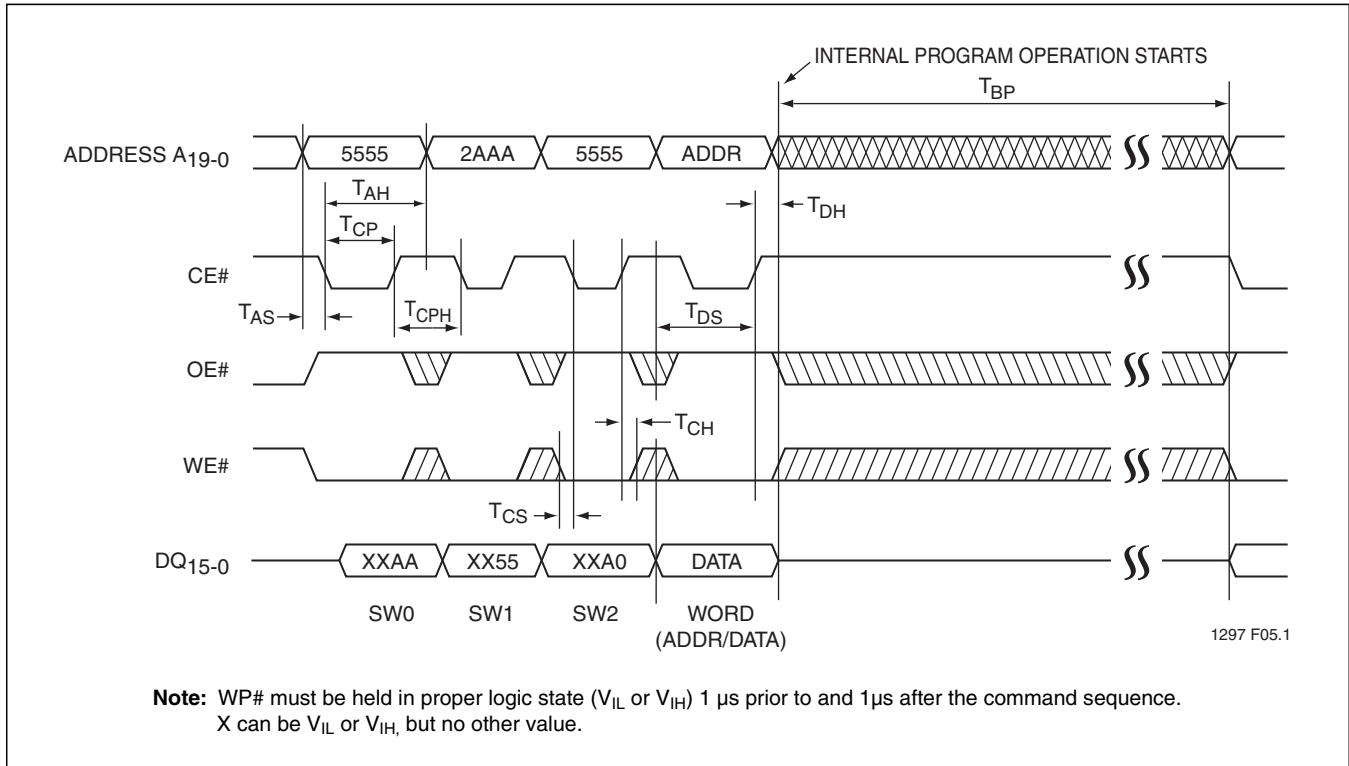 INTERNAL PROGRAM OPERATION STARTS
TBP
ADDRESS A19-0
5555
2AAA
5555
ADDR
TAH
TDH
TCP
CE#
TAS
TCPH
TDS
OE#
TCH
WE#
TCS
DQ15-0
XXAA
XX55
XXA0
DATA
SW0
SW1
SW2
WORD
(ADDR/DATA)
1297 F05.1
Note: WP# must be held in proper logic state (VIL or VIH) 1 µs prior to and 1µs after the command sequence.
X can be VIL or VIH, but no other value.